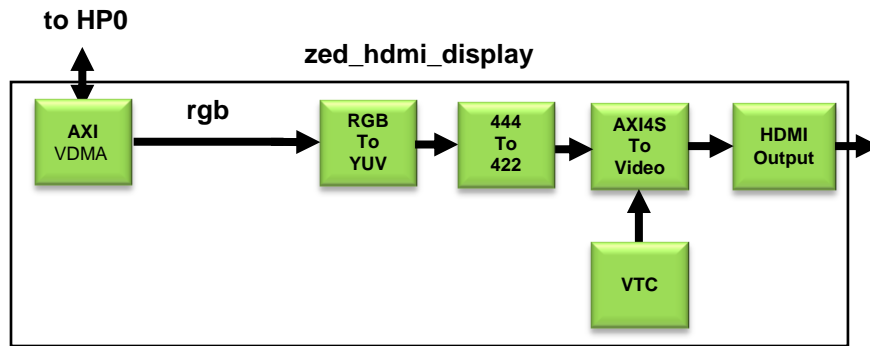 to HP0
zed_hdmi_display
rgb
AXI
VDMA
RGB
To
YUV
444
To
422
AXI4S
To
Video
HDMI
Output
VTC